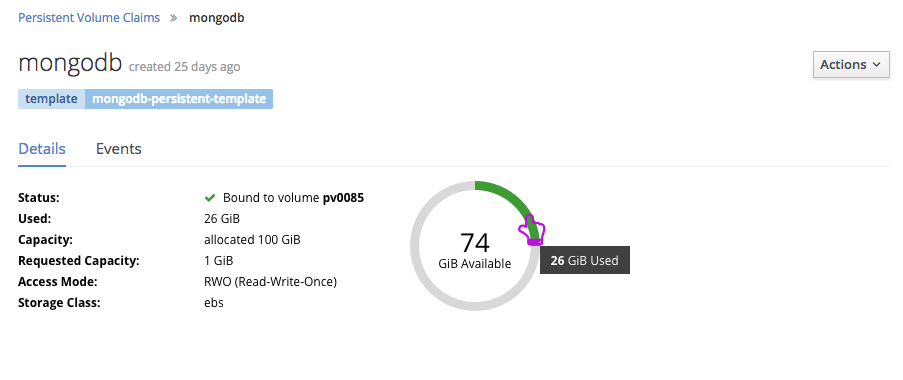 Persistent Volume Claims » mongodb
mongodb created 25 days ago
Actions
template mongodb-persistent-template
Details Events
Status: Bound to volume pv0085
Used: 26 GiB
Capacity: allocated 100 GiB
Requested Capacity: 1 GiB
Access Mode: RWO (Read-Write-Once)
Storage Class: ebs
74
GiB Available
26 GiB Used